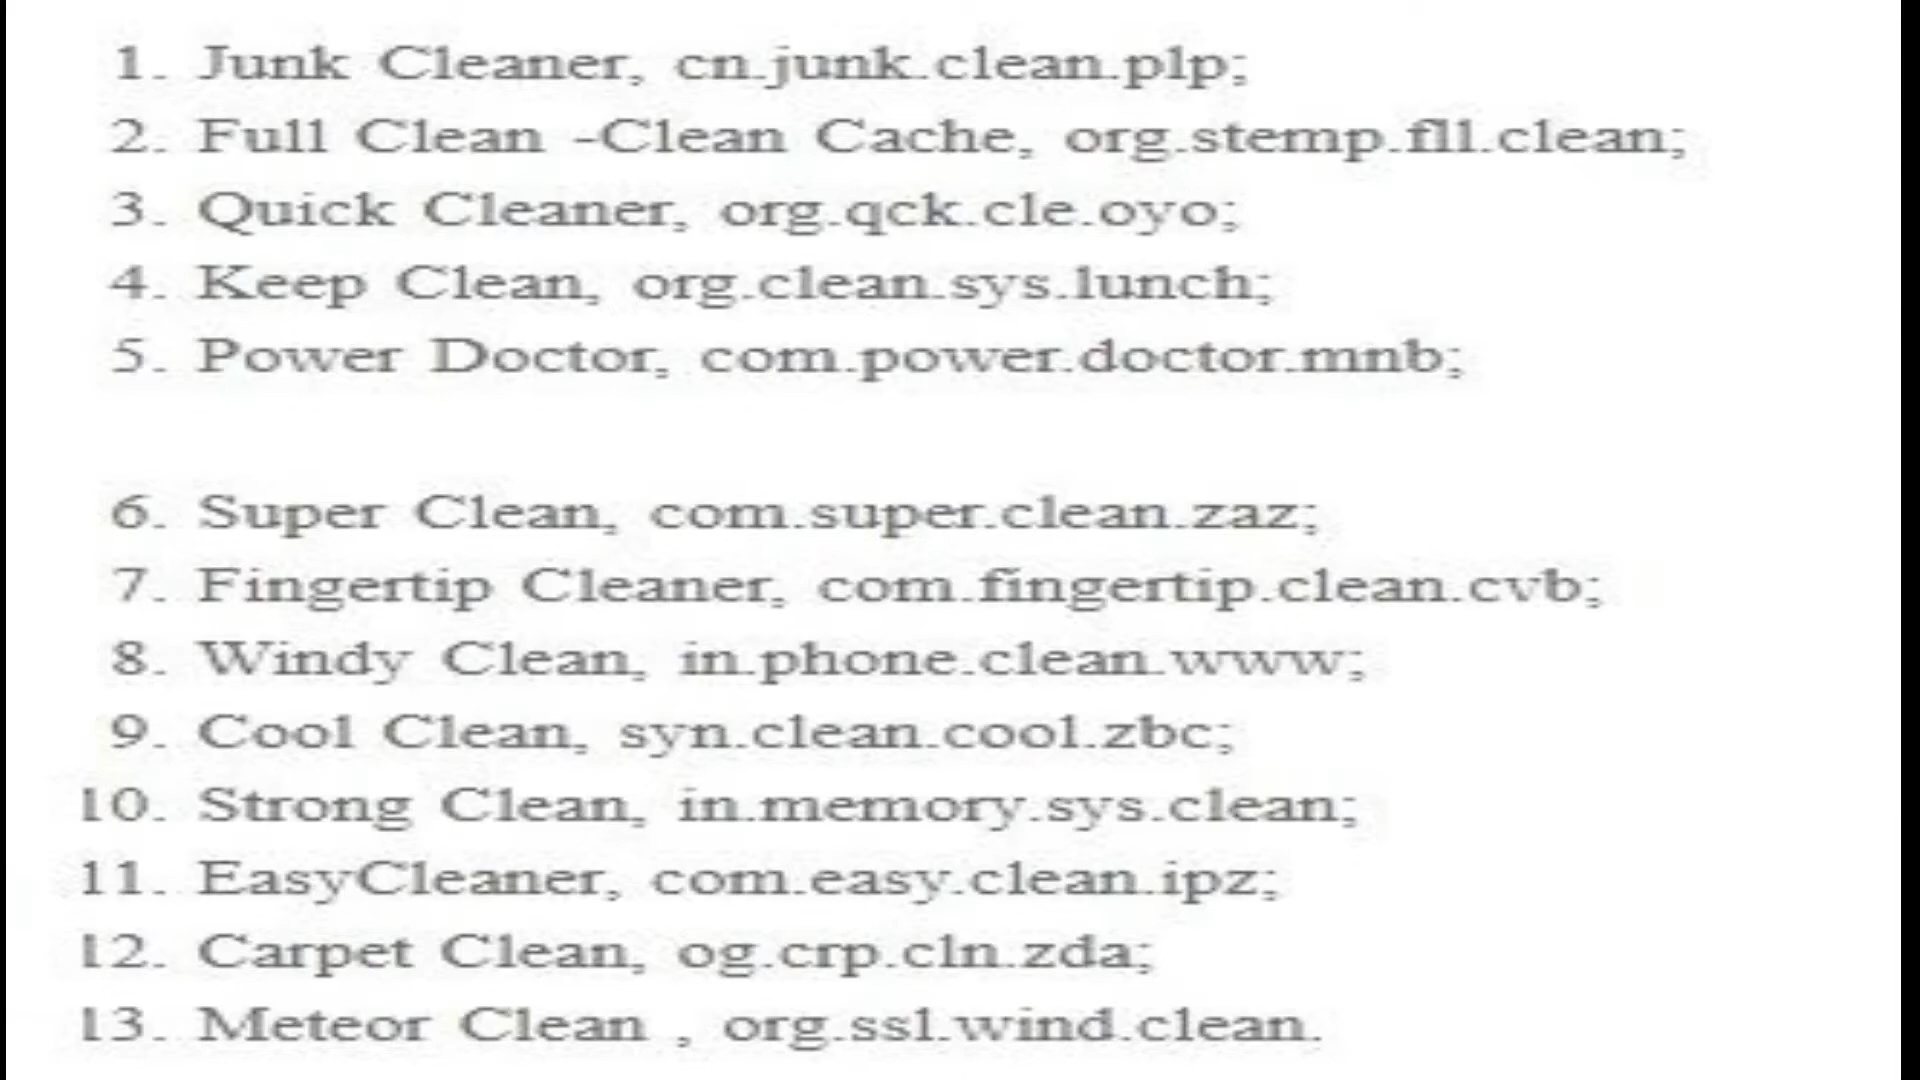 1. Junk Cleaner, cn.junk.clean.plp;
2. Full Clean -Clean Cache, org.stemp.fll.clean;
3. Quick Cleaner, org.qck.cle.oyo;
4. Keep Clean, org.clean.sys.lunch;
5. Power Doctor, com.power.doctor.mnb;
6. Super Clean, com.super.clean.zaz;
7. Fingertip Cleaner, com.fingertip.clean.cvb;
8. Windy Clean, in.phone.clean.www;
9. Cool Clean, syn.clean.cool.zbc;
10. Strong Clean, in.memory.sys.clean;
11. EasyCleaner, com.easy.clean.ipz;
12. Carpet Clean, og.crp.cln.zda;
13. Meteor Clean , org.ssl.wind.clean.